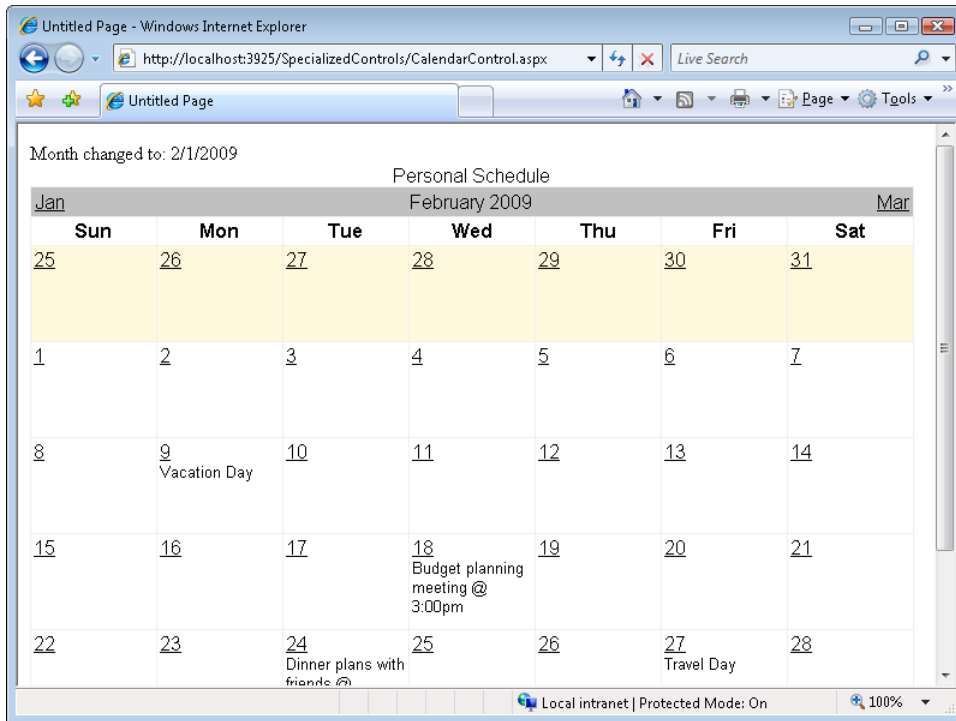 Untitled Page - Windows Internet Explorer
http://localhost:3925/SpecializedControls/CalendarControl.aspx
Live Search
Untitled Page
Page
Tools
Month changed to: 2/1/2009
Personal Schedule
Jan February 2009 Mar
Sun Mon Tue Wed Thu Fri Sat
25 26 27 28 29 30 31
1 2 3 4 5 6 7
8 9 10 11 12 13 14
Vacation Day
15 16 17 18 19 20 21
Budget planning
meeting @
3:00pm
22 23 24 25 26 27 28
Dinner plans with Travel Day
friends @
Local intranet | Protected Mode: On 100%